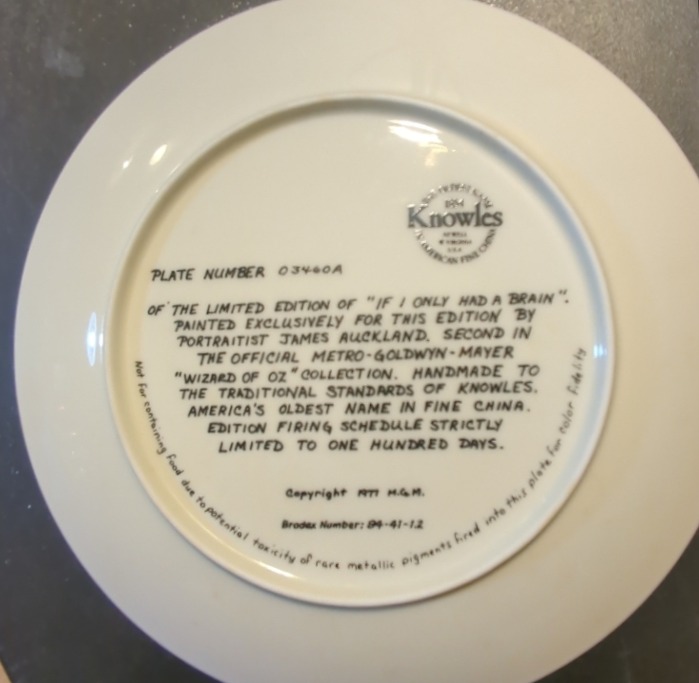 Knowles
AMERICAN FINE CHINA
PLATE NUMBER 03460A
OF THE LIMITED EDITION OF "IF I ONLY HAD A BRAIN".
PAINTED EXCLUSIVELY FOR THIS EDITION BY
PORTRAITIST JAMES AUCKLAND. SECOND IN
THE OFFICIAL METRO-GOLDWYN-MAYER
"WIZARD OF OZ" COLLECTION. HANDMADE TO
THE TRADITIONAL STANDARDS OF KNOWLES.
AMERICA'S OLDEST NAME IN FINE CHINA.
EDITION FIRING SCHEDULE STRICTLY
LIMITED TO ONE HUNDRED DAYS.
Copyright 1977 M.G.M.
Bradex Number: 84-41-1.2
Not for containing food due to potential toxicity of rare metallic pigments fired into this plate for color fidelity